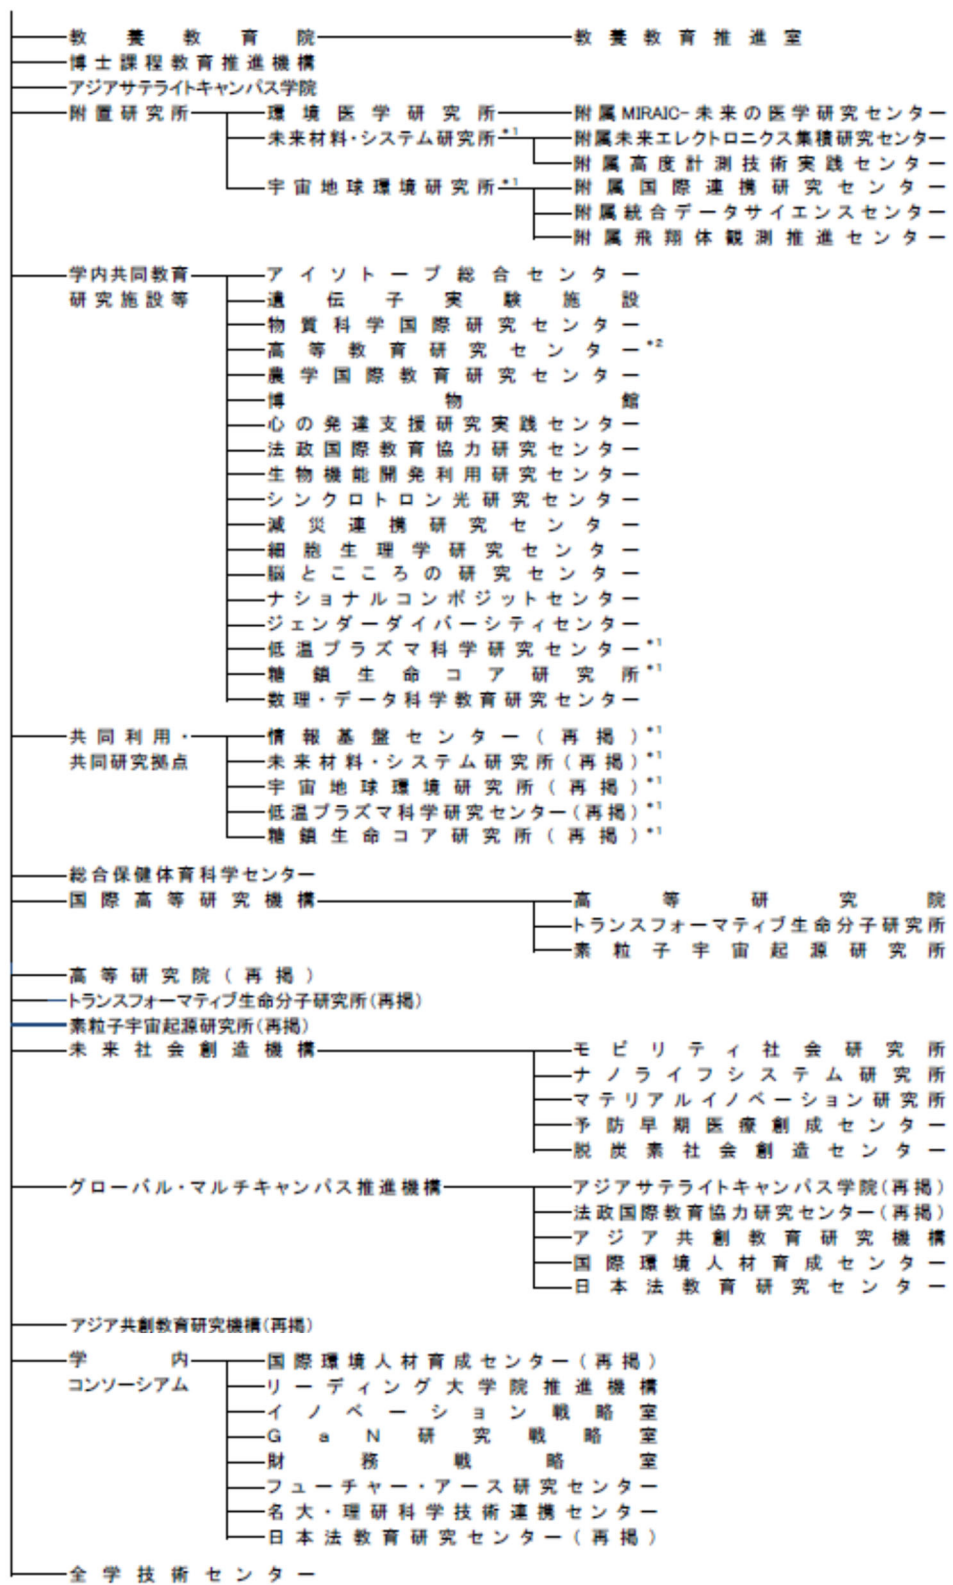 教養教育院 教養教育推進室
博士課程教育推進機構
アジアサテライトキャンパス学院
附置研究所 環境医学研究所 附属MIRAIC-未来の医学研究センター
未来材料・システム研究所*1 附属未来エレクトロニクス集積研究センター
附属高度計測技術実践センター
宇宙地球環境研究所*1 附属国際連携研究センター
附属統合データサイエンスセンター
附属飛翔体観測推進センター
学内共同教育 アイソトープ総合センター
研究施設等 遺伝子実験施設
物質科学国際研究センター
高等教育研究センター*2
農学国際教育研究センター
博物館
心の発達支援研究実践センター
法政国際教育協力研究センター
生物機能開発利用研究センター
シンクロトロン光研究センター
減災連携研究センター
細胞生理学研究センター
脳とこころの研究センター
ナショナルコンポジットセンター
ジェンダーダイバーシティセンター
低温プラズマ科学研究センター*1
糖鎖生命コア研究所*1
数理・データ科学教育研究センター
共同利用・ 情報基盤センター(再掲)*1
共同研究拠点 未来材料・システム研究所(再掲)*1
宇宙地球環境研究所(再掲)*1
低温プラズマ科学研究センター(再掲)*1
糖鎖生命コア研究所(再掲)*1
総合保健体育科学センター
国際高等研究機構 高等研究院
トランスフォーマティブ生命分子研究所
素粒子宇宙起源研究所
高等研究院(再掲)
トランスフォーマティブ生命分子研究所(再掲)
素粒子宇宙起源研究所(再掲)
未来社会創造機構 モビリティ社会研究所
ナノライフシステム研究所
マテリアルイノベーション研究所
予防早期医療創成センター
脱炭素社会創造センター
グローバル・マルチキャンパス推進機構 アジアサテライトキャンパス学院(再掲)
法政国際教育協力研究センター(再掲)
アジア共創教育研究機構
国際環境人材育成センター
日本法教育研究センター
アジア共創教育研究機構(再掲)
学内 国際環境人材育成センター(再掲)
コンソーシアム リーディング大学院推進機構
イノベーション戦略室
GaN研究戦略室
財務戦略室
フューチャー・アース研究センター
名大・理研科学技術連携センター
日本法教育研究センター(再掲)
全学技術センター